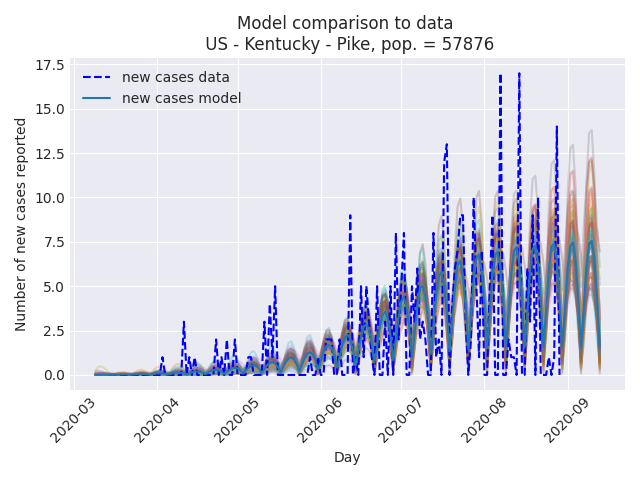 Model comparison to data
US - Kentucky - Pike, pop. = 57876
new cases data
new cases model
Number of new cases reported
17.5
15.0
12.5
10.0
7.5
5.0
2.5
0.0
2020-03
2020-04
2020-05
2020-06
2020-07
2020-08
2020-09
Day